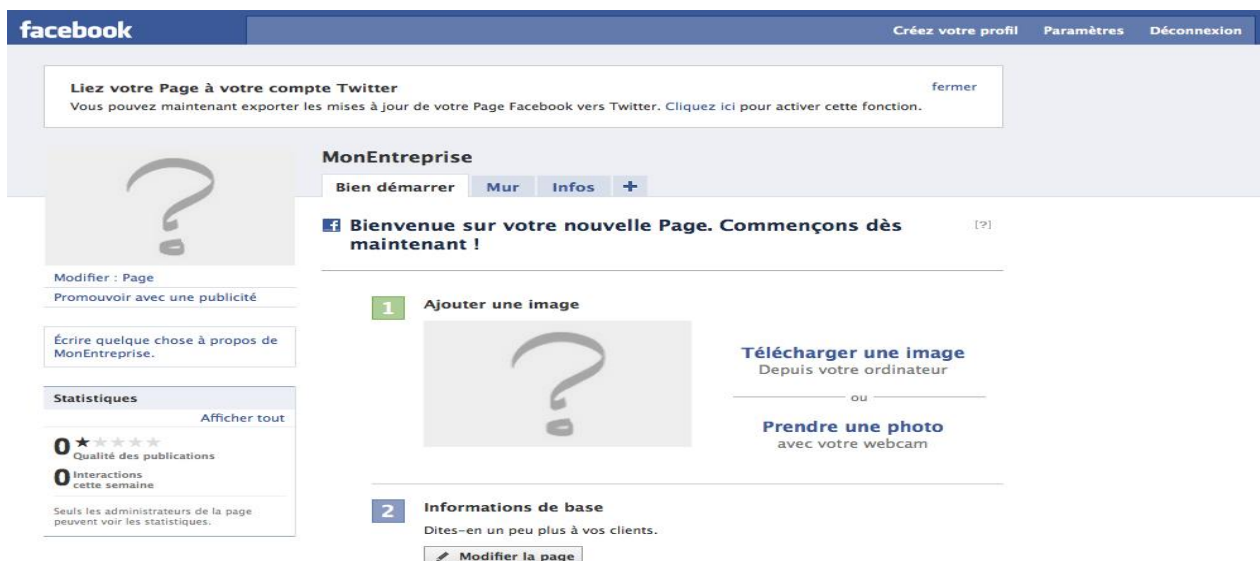 facebook
Créez votre profil Paramètres Déconnexion
Liez votre Page à votre compte Twitter
fermer
Vous pouvez maintenant exporter les mises à jour de votre Page Facebook vers Twitter. Cliquez ici pour activer cette fonction.
MonEntreprise
Bien démarrer Mur Infos +
Bienvenue sur votre nouvelle Page. Commençons dès
maintenant !
[?]
Modifier : Page
Promouvoir avec une publicité
Écrire quelque chose à propos de
MonEntreprise.
Statistiques
Afficher tout
0 Qualité des publications
0 Interactions
cette semaine
Seuls les administrateurs de la page
peuvent voir les statistiques.
1 Ajouter une image
Télécharger une image
Depuis votre ordinateur
ou
Prendre une photo
avec votre webcam
2 Informations de base
Dites-en un peu plus à vos clients.
Modifier la page